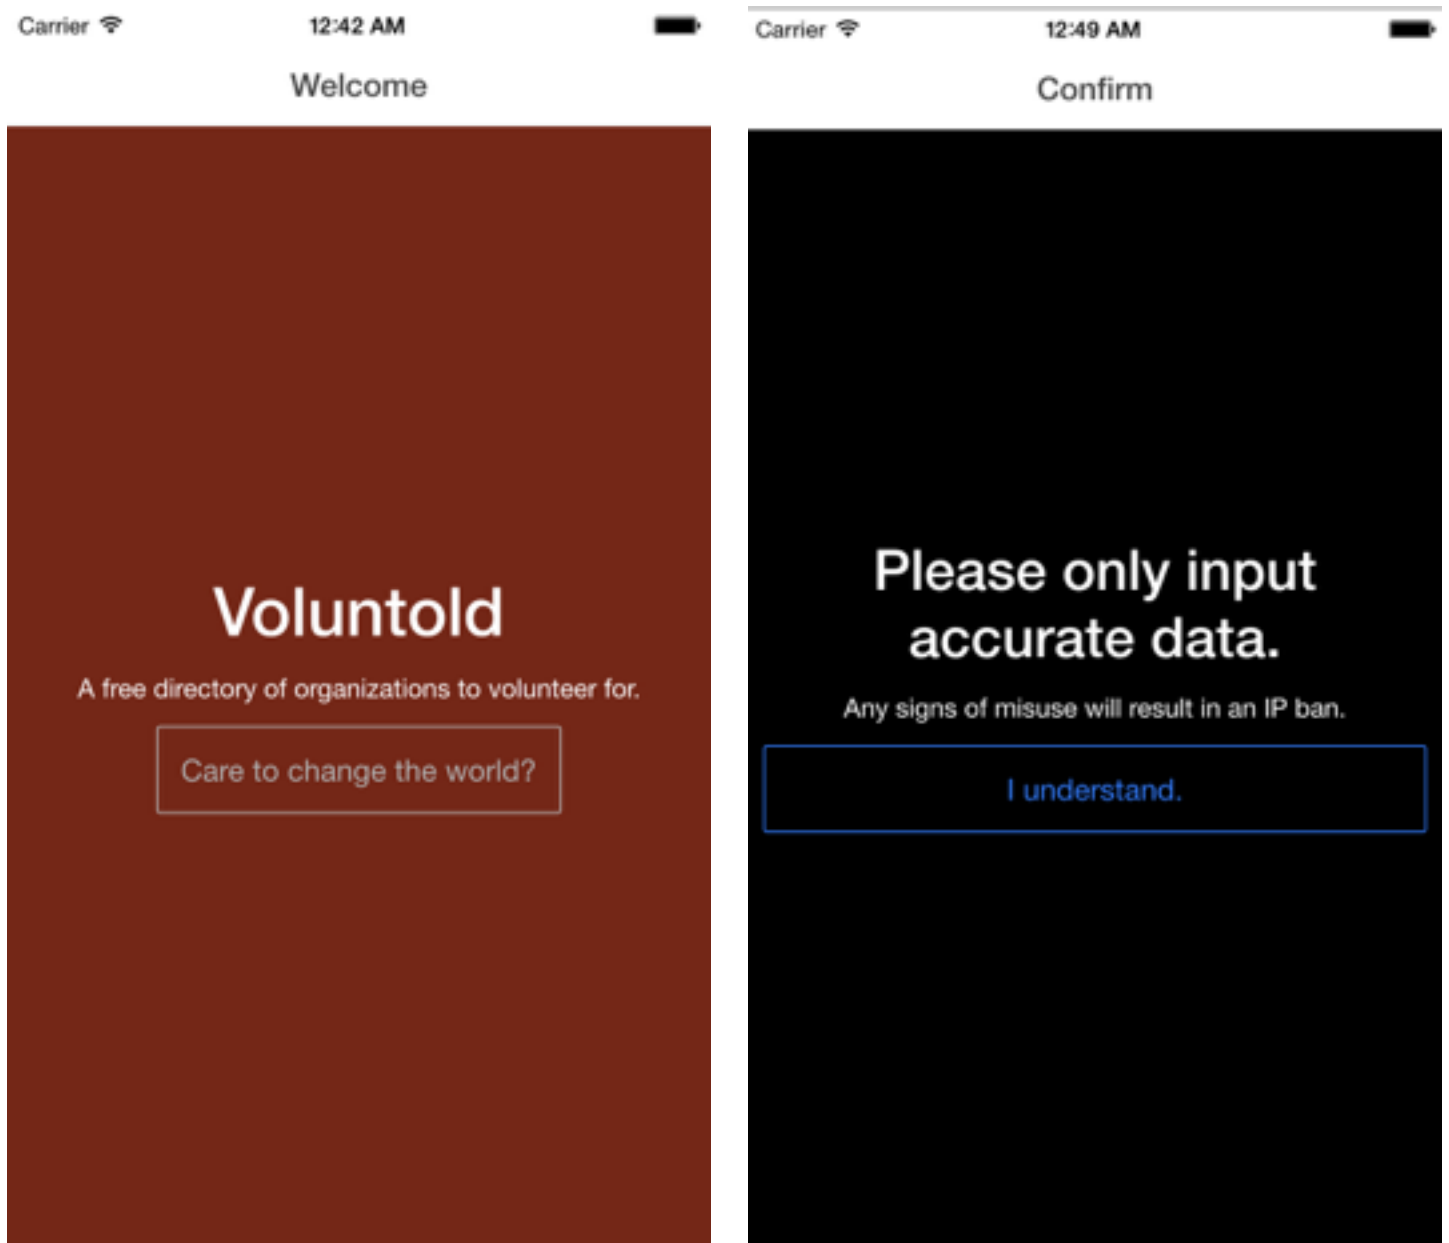 Carrier 12:42 AM
Welcome
Voluntold
A free directory of organizations to volunteer for.
Care to change the world?
Carrier 12:49 AM
Confirm
Please only input
accurate data.
Any signs of misuse will result in an IP ban.
I understand.